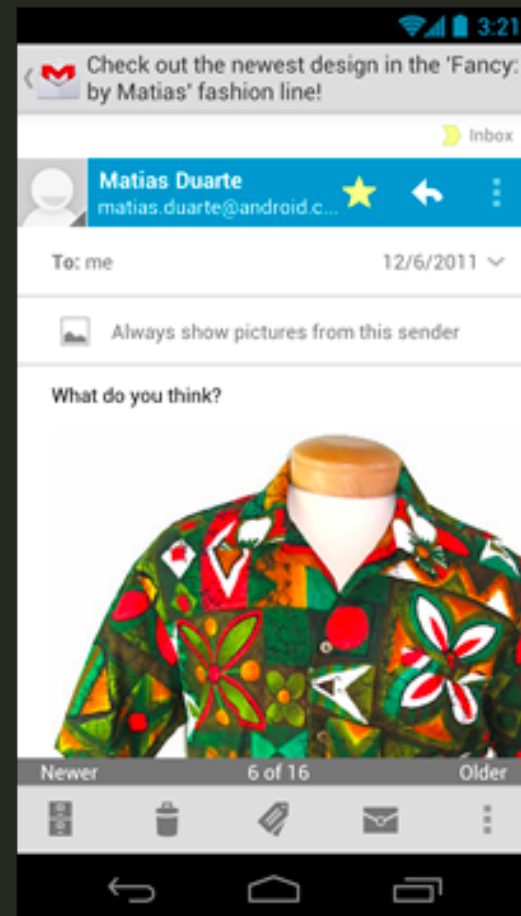 3:21
Check out the newest design in the 'Fancy:
by Matias' fashion line!
Inbox
Matias Duarte
matias.duarte@android.c...
To: me 12/6/2011
Always show pictures from this sender
What do you think?
Newer 6 of 16 Older